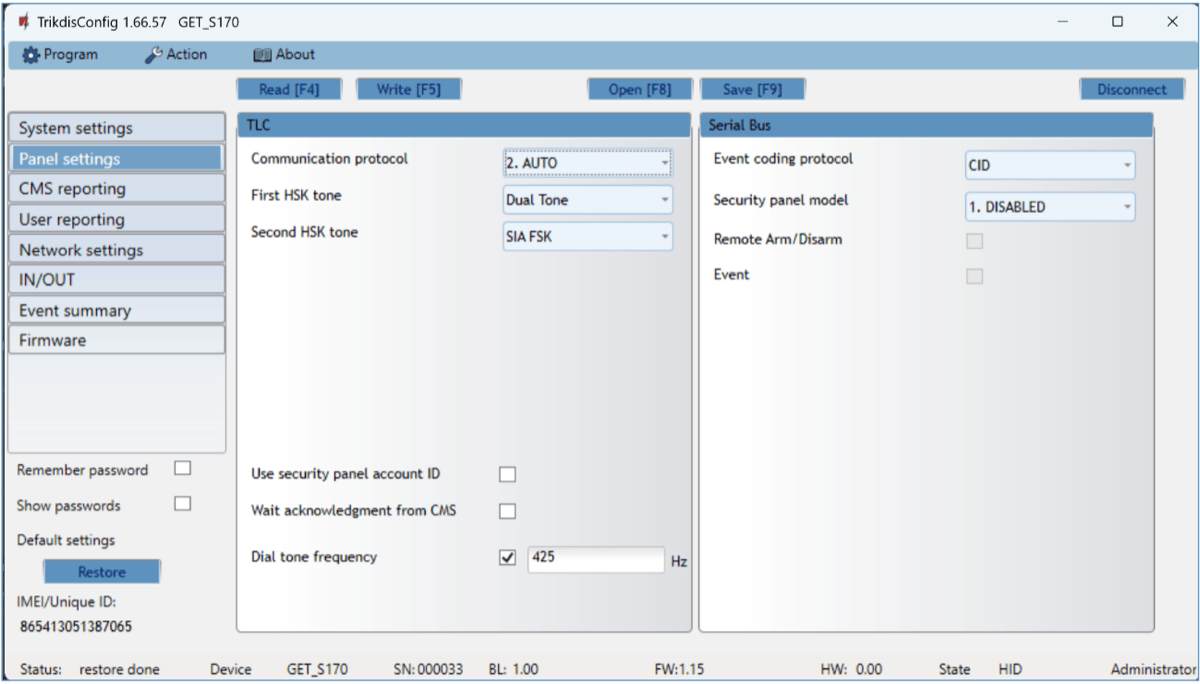 TrikdisConfig 1.66.57 GET_S170
Program Action About
Read [F4] Write [F5] Open [F8] Save [F9] Disconnect
System settings
Panel settings
CMS reporting
User reporting
Network settings
IN/OUT
Event summary
Firmware
Remember password
Show passwords
Default settings
Restore
IMEI/Unique ID:
865413051387065
TLC
Communication protocol 2. AUTO
First HSK tone Dual Tone
Second HSK tone SIA FSK
Use security panel account ID
Wait acknowledgment from CMS
Dial tone frequency 425 Hz
Serial Bus
Event coding protocol CID
Security panel model 1. DISABLED
Remote Arm/Disarm
Event
Status: restore done Device GET_S170 SN:000033 BL: 1.00 FW:1.15 HW: 0.00 State HID Administrator